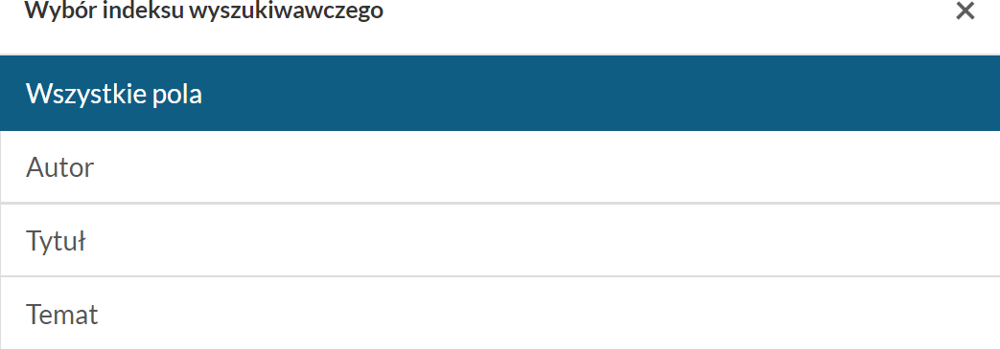 Wybór indeksu wyszukiwawczego
Wszystkie pola
Autor
Tytuł
Temat